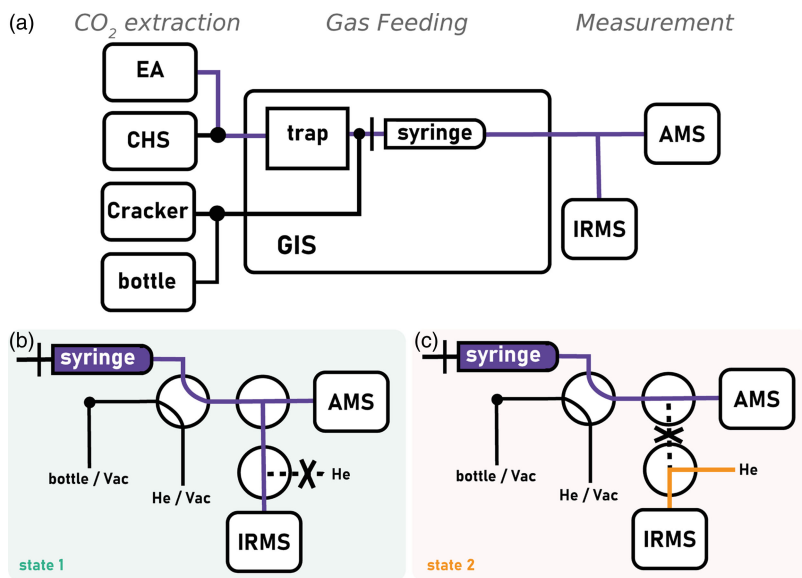 (a)
CO2 extraction
Gas Feeding
Measurement
EA
CHS
Cracker
bottle
trap
syringe
GIS
AMS
IRMS
(b)
syringe
AMS
bottle / Vac
He / Vac
He
IRMS
state 1
(c)
syringe
AMS
bottle / Vac
He / Vac
He
IRMS
state 2